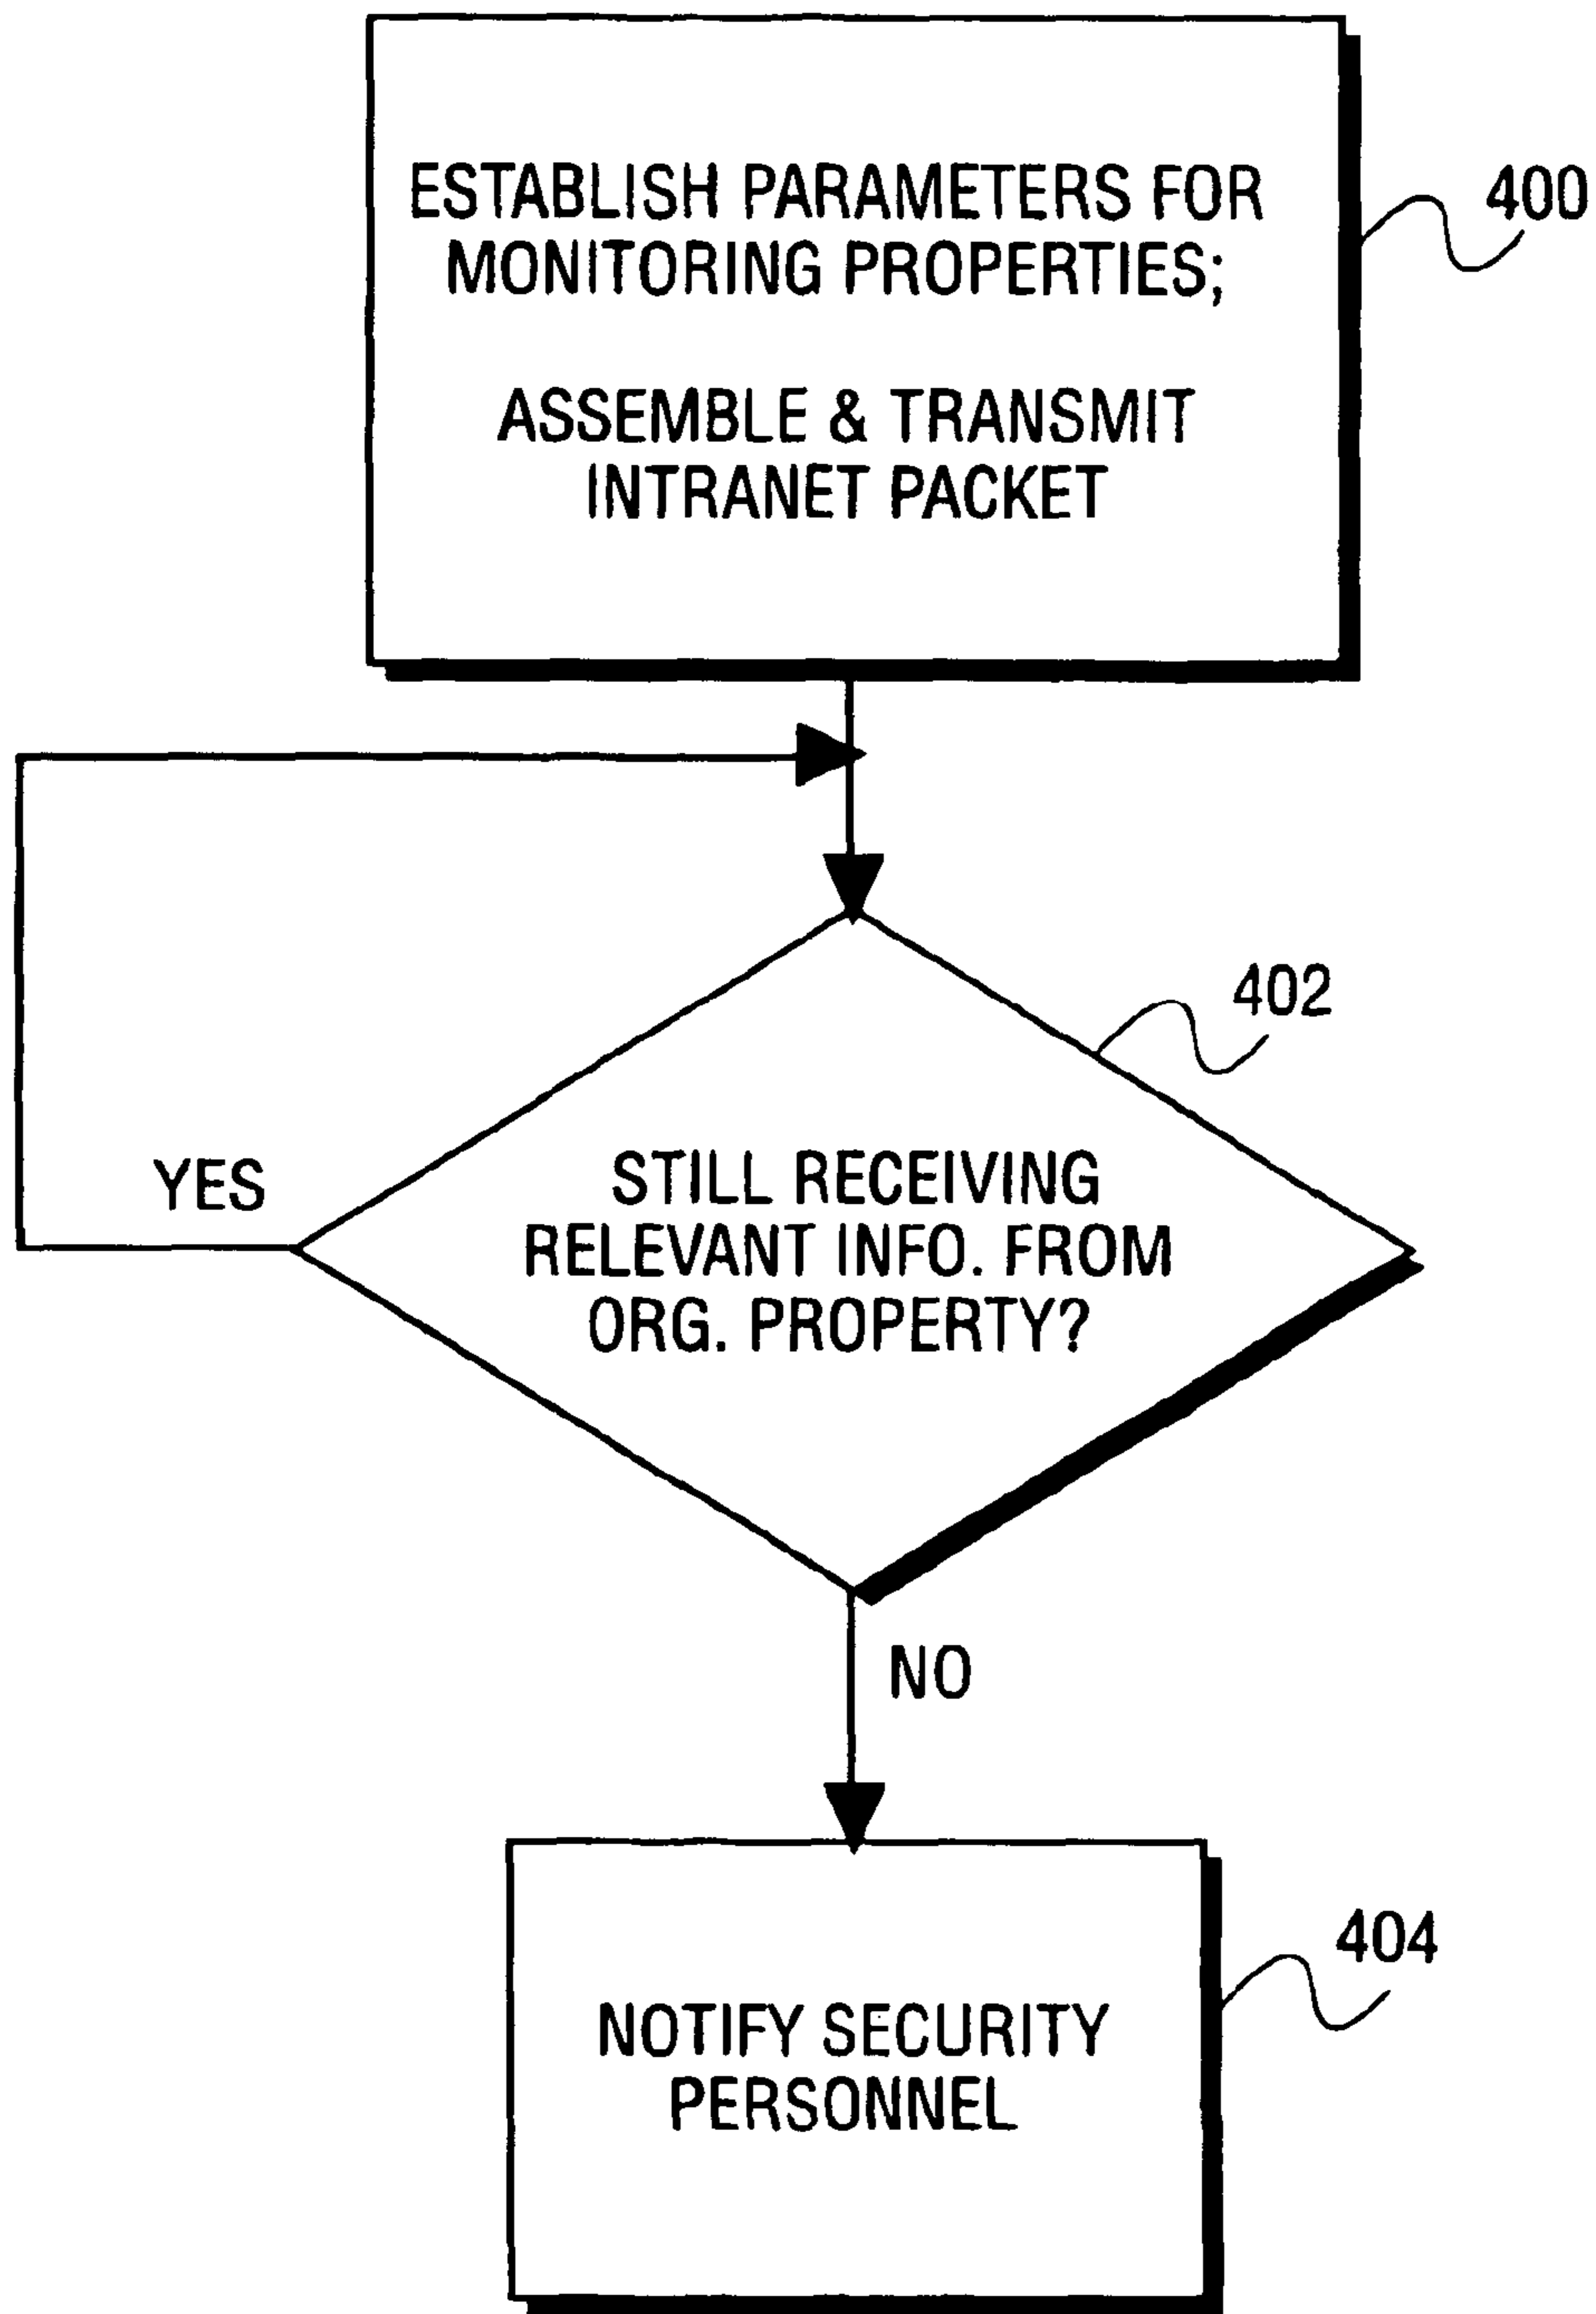 ESTABLISH PARAMETERS FOR
MONITORING PROPERTIES;
ASSEMBLE & TRANSMIT
INTRANET PACKET
400
402
YES
STILL RECEIVING
RELEVANT INFO. FROM
ORG. PROPERTY?
NO
404
NOTIFY SECURITY
PERSONNEL